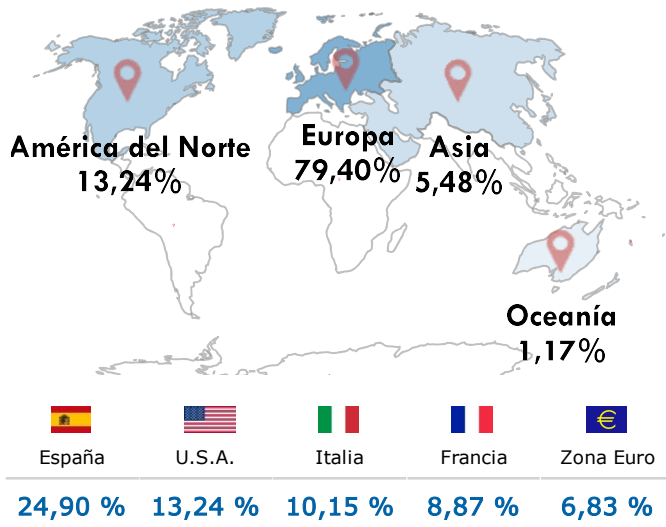 América del Norte
13,24%
Europa
79,40%
Asia
5,48%
Oceanía
1,17%
España
U.S.A.
Italia
Francia
Zona Euro
24,90 %
13,24 %
10,15 %
8,87 %
6,83 %